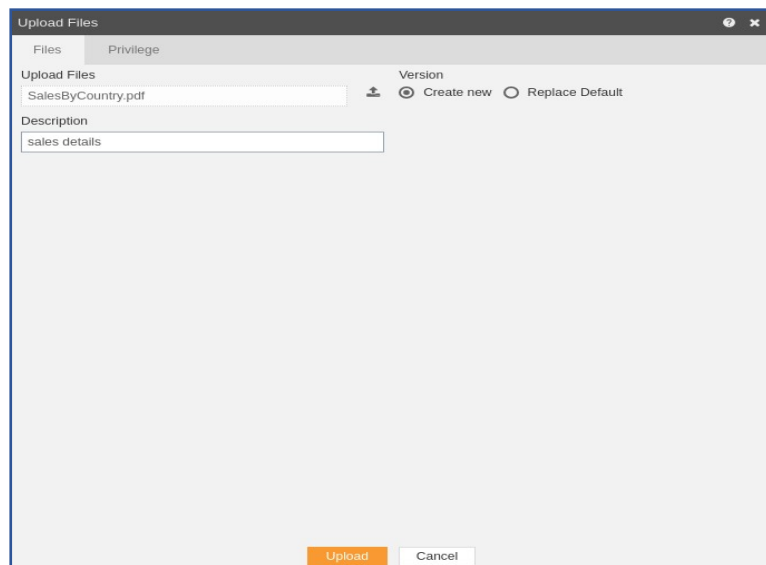 Upload Files
Files Privilege
Upload Files Version
SalesByCountry.pdf Create new Replace Default
Description
sales details
Upload Cancel